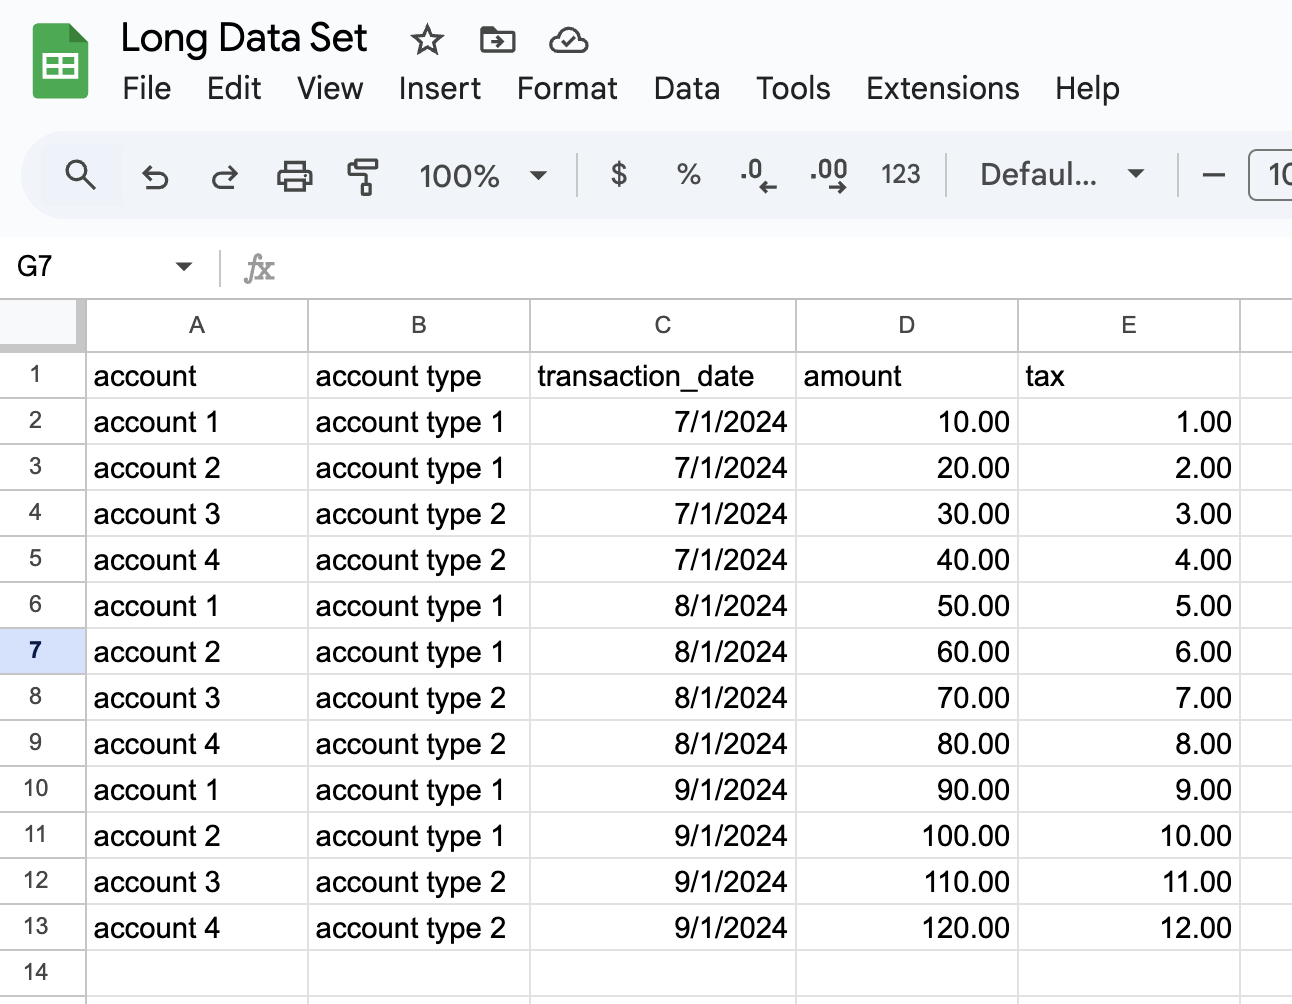 Long Data Set
File Edit View Insert Format Data Tools Extensions Help
100% $ % .0 .00 123 Defaul... 10
G7 fx
A B C D E
1 account account type transaction_date amount tax
2 account 1 account type 1 7/1/2024 10.00 1.00
3 account 2 account type 1 7/1/2024 20.00 2.00
4 account 3 account type 2 7/1/2024 30.00 3.00
5 account 4 account type 2 7/1/2024 40.00 4.00
6 account 1 account type 1 8/1/2024 50.00 5.00
7 account 2 account type 1 8/1/2024 60.00 6.00
8 account 3 account type 2 8/1/2024 70.00 7.00
9 account 4 account type 2 8/1/2024 80.00 8.00
10 account 1 account type 1 9/1/2024 90.00 9.00
11 account 2 account type 1 9/1/2024 100.00 10.00
12 account 3 account type 2 9/1/2024 110.00 11.00
13 account 4 account type 2 9/1/2024 120.00 12.00
14